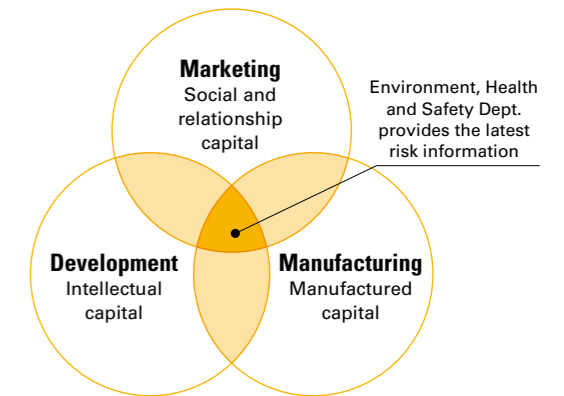 Marketing
Social and
relationship
capital
Environment, Health
and Safety Dept.
provides the latest
risk information
Development
Intellectual
capital
Manufacturing
Manufactured
capital